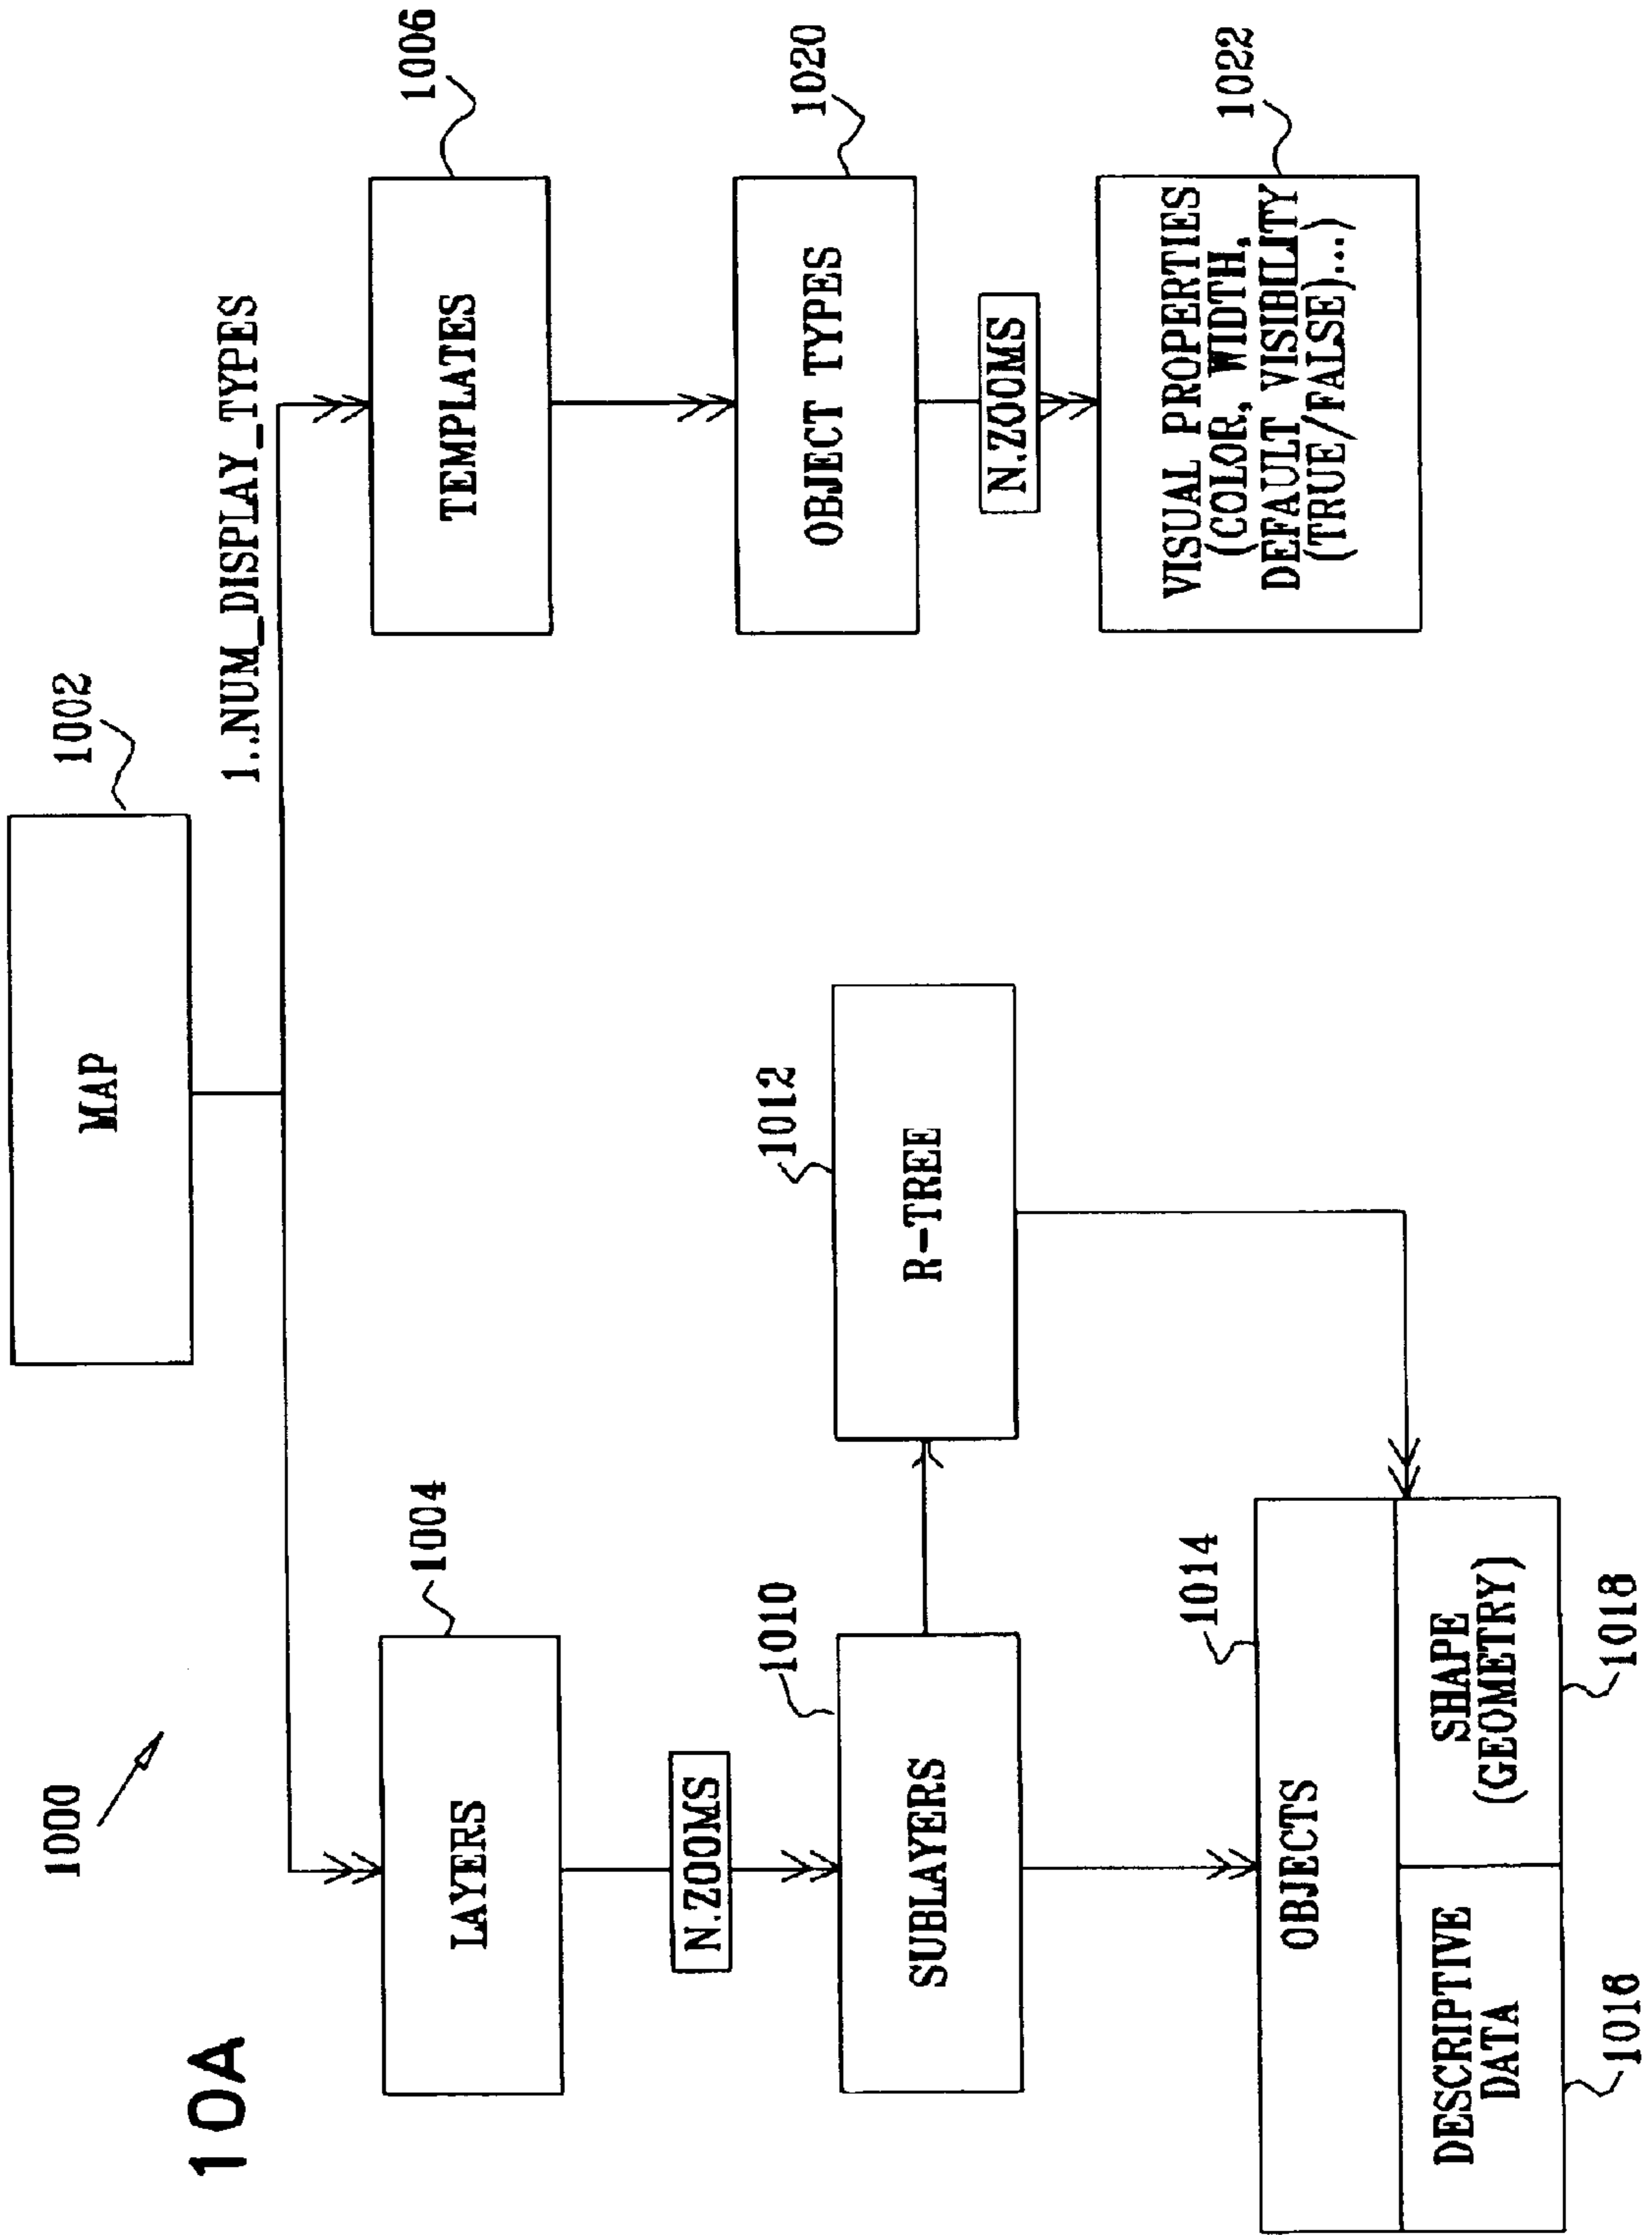 10A
1000
MAP
1002
1..NUM_DISPLAY_TYPES
LAYERS
1004
TEMPLATES
1006
N.ZOOMS
SUBLAYERS
1010
R-TREE
1012
OBJECT TYPES
1020
N.ZOOMS
OBJECTS
1014
DESCRIPTIVE
DATA
1016
SHAPE
(GEOMETRY)
1018
VISUAL PROPERTIES
(COLOR, WIDTH,
DEFAULT VISIBILITY
(TRUE/FALSE)...)
1022